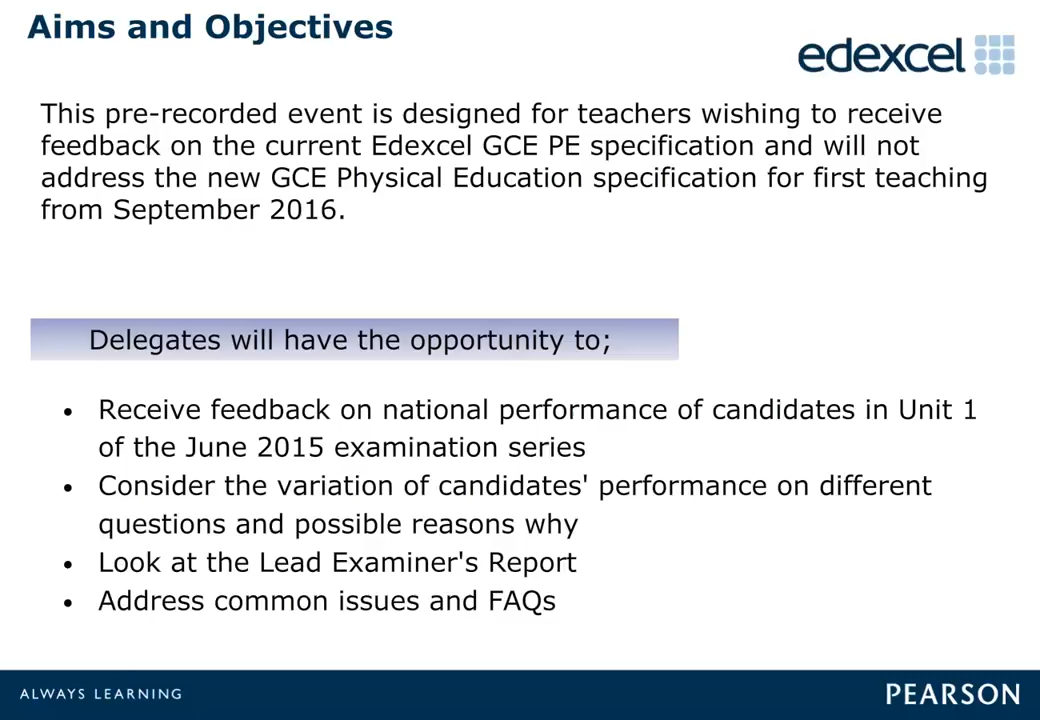 Aims and Objectives
edexcel
This pre-recorded event is designed for teachers wishing to receive
feedback on the current Edexcel GCE PE specification and will not
address the new GCE Physical Education specification for first teaching
from September 2016.
Delegates will have the opportunity to;
• Receive feedback on national performance of candidates in Unit 1
of the June 2015 examination series
• Consider the variation of candidates' performance on different
questions and possible reasons why
• Look at the Lead Examiner's Report
• Address common issues and FAQs
ALWAYS LEARNING
PEARSON